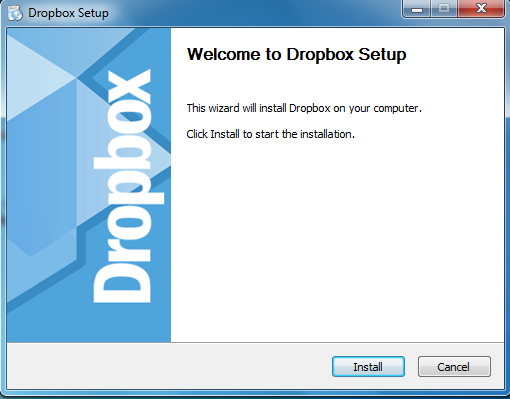 Dropbox Setup
Dropbox
Welcome to Dropbox Setup
This wizard will install Dropbox on your computer.
Click Install to start the installation.
Install
Cancel